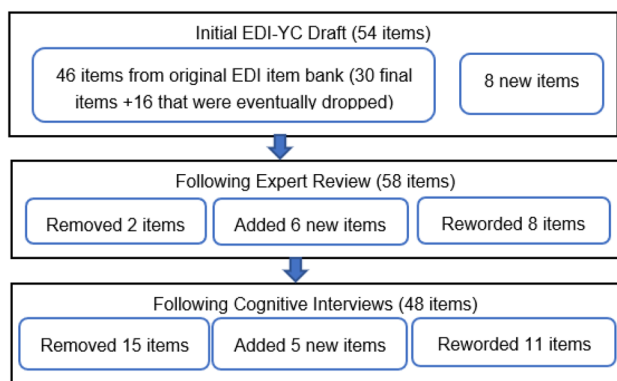 Initial EDI-YC Draft (54 items)
46 items from original EDI item bank (30 final
items +16 that were eventually dropped)
8 new items
Following Expert Review (58 items)
Removed 2 items
Added 6 new items
Reworded 8 items
Following Cognitive Interviews (48 items)
Removed 15 items
Added 5 new items
Reworded 11 items